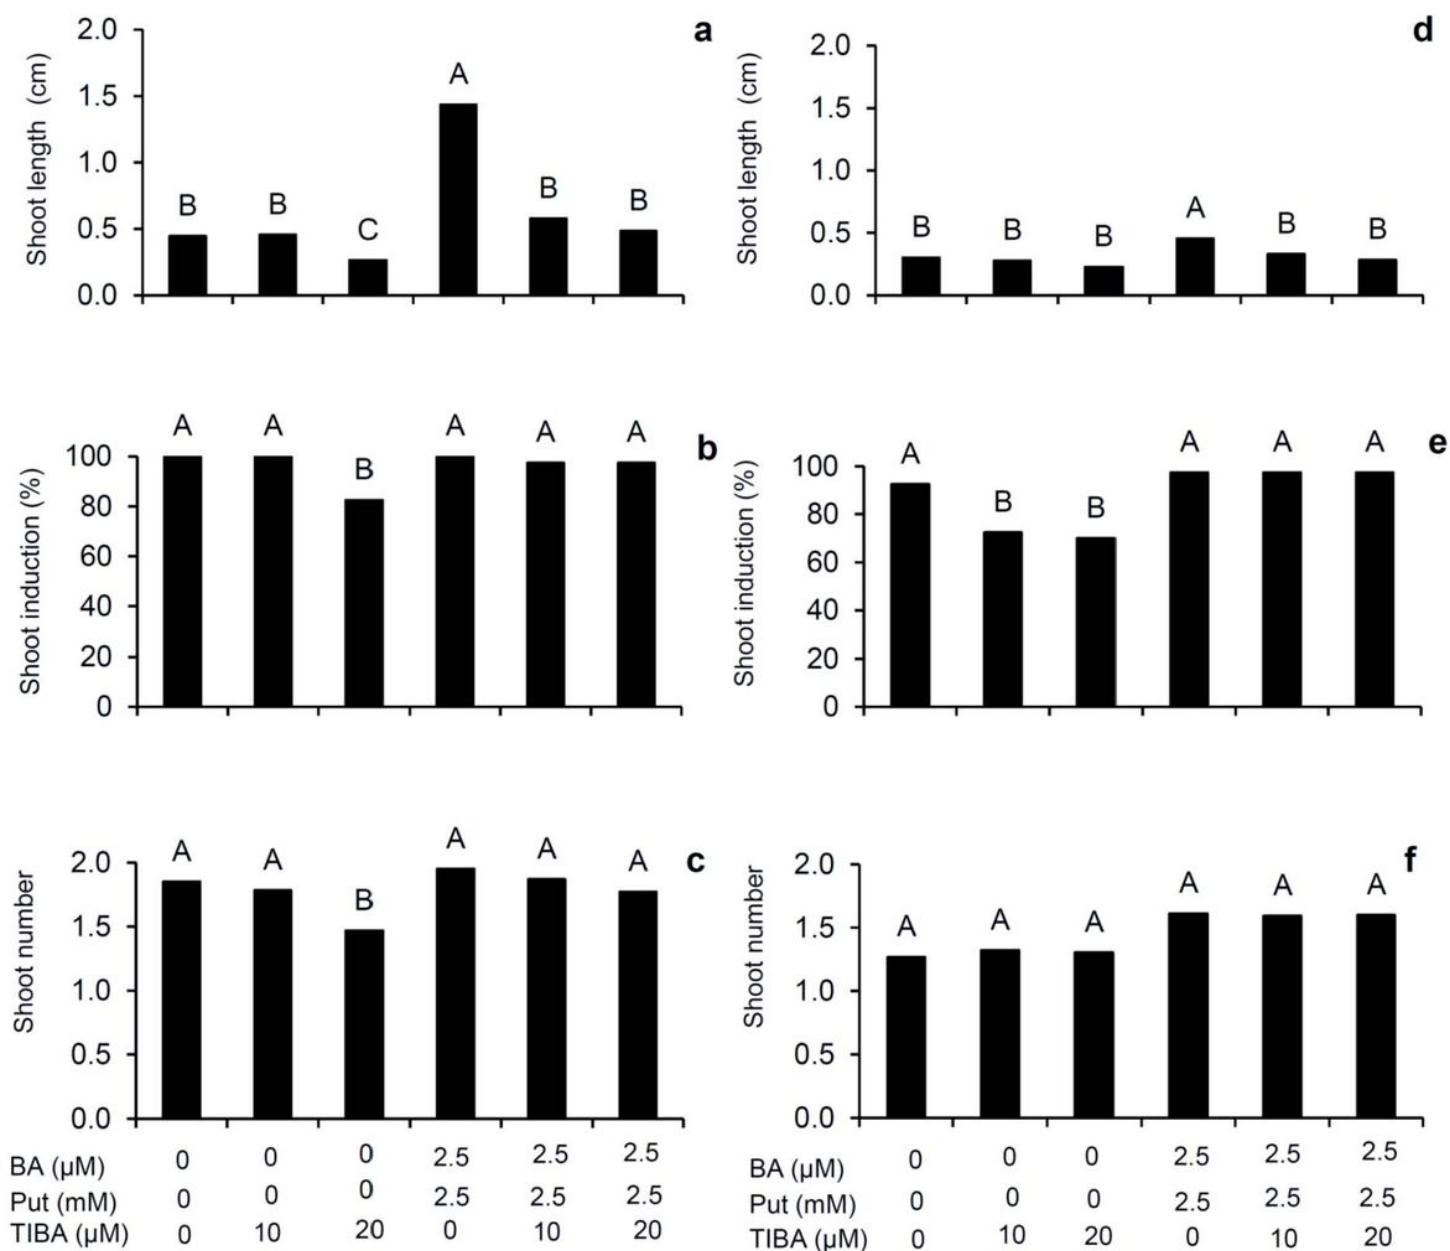 a
2.0
1.5
1.0
0.5
0.0
Shoot length (cm)
B B C A B B
d
2.0
1.5
1.0
0.5
0.0
Shoot length (cm)
B B B A B B
b
100
80
60
40
20
0
Shoot induction (%)
A A B A A A
e
100
80
60
40
20
0
Shoot induction (%)
A B B A A A
c
2.0
1.5
1.0
0.5
0.0
Shoot number
A A B A A A
BA (µM) 0 0 0 2.5 2.5 2.5
Put (mM) 0 0 0 2.5 2.5 2.5
TIBA (µM) 0 10 20 0 10 20
f
2.0
1.5
1.0
0.5
0.0
Shoot number
A A A A A A
BA (µM) 0 0 0 2.5 2.5 2.5
Put (mM) 0 0 0 2.5 2.5 2.5
TIBA (µM) 0 10 20 0 10 20